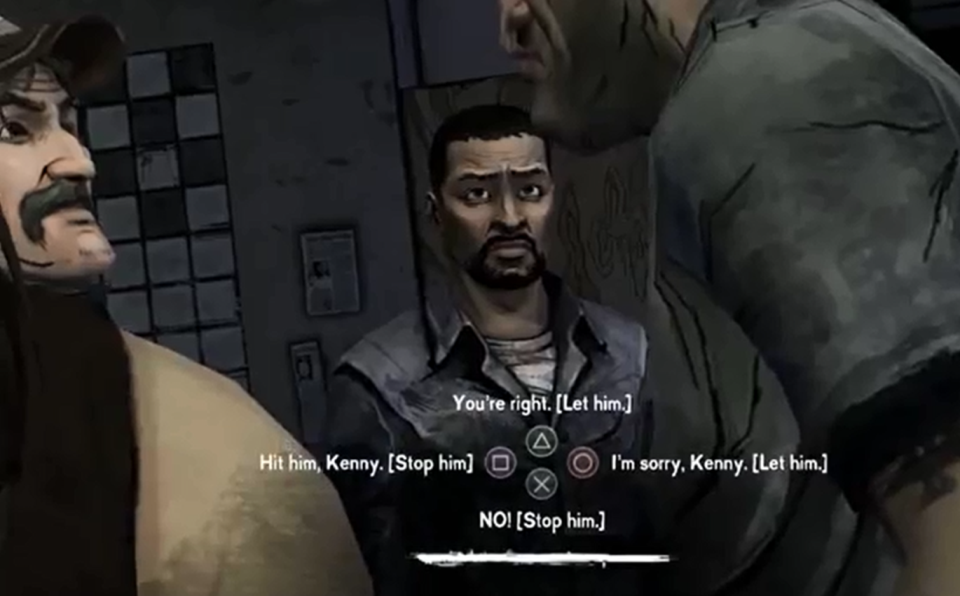 You're right. [Let him.]
Hit him, Kenny. [Stop him]
I'm sorry, Kenny. [Let him.]
NO! [Stop him.]